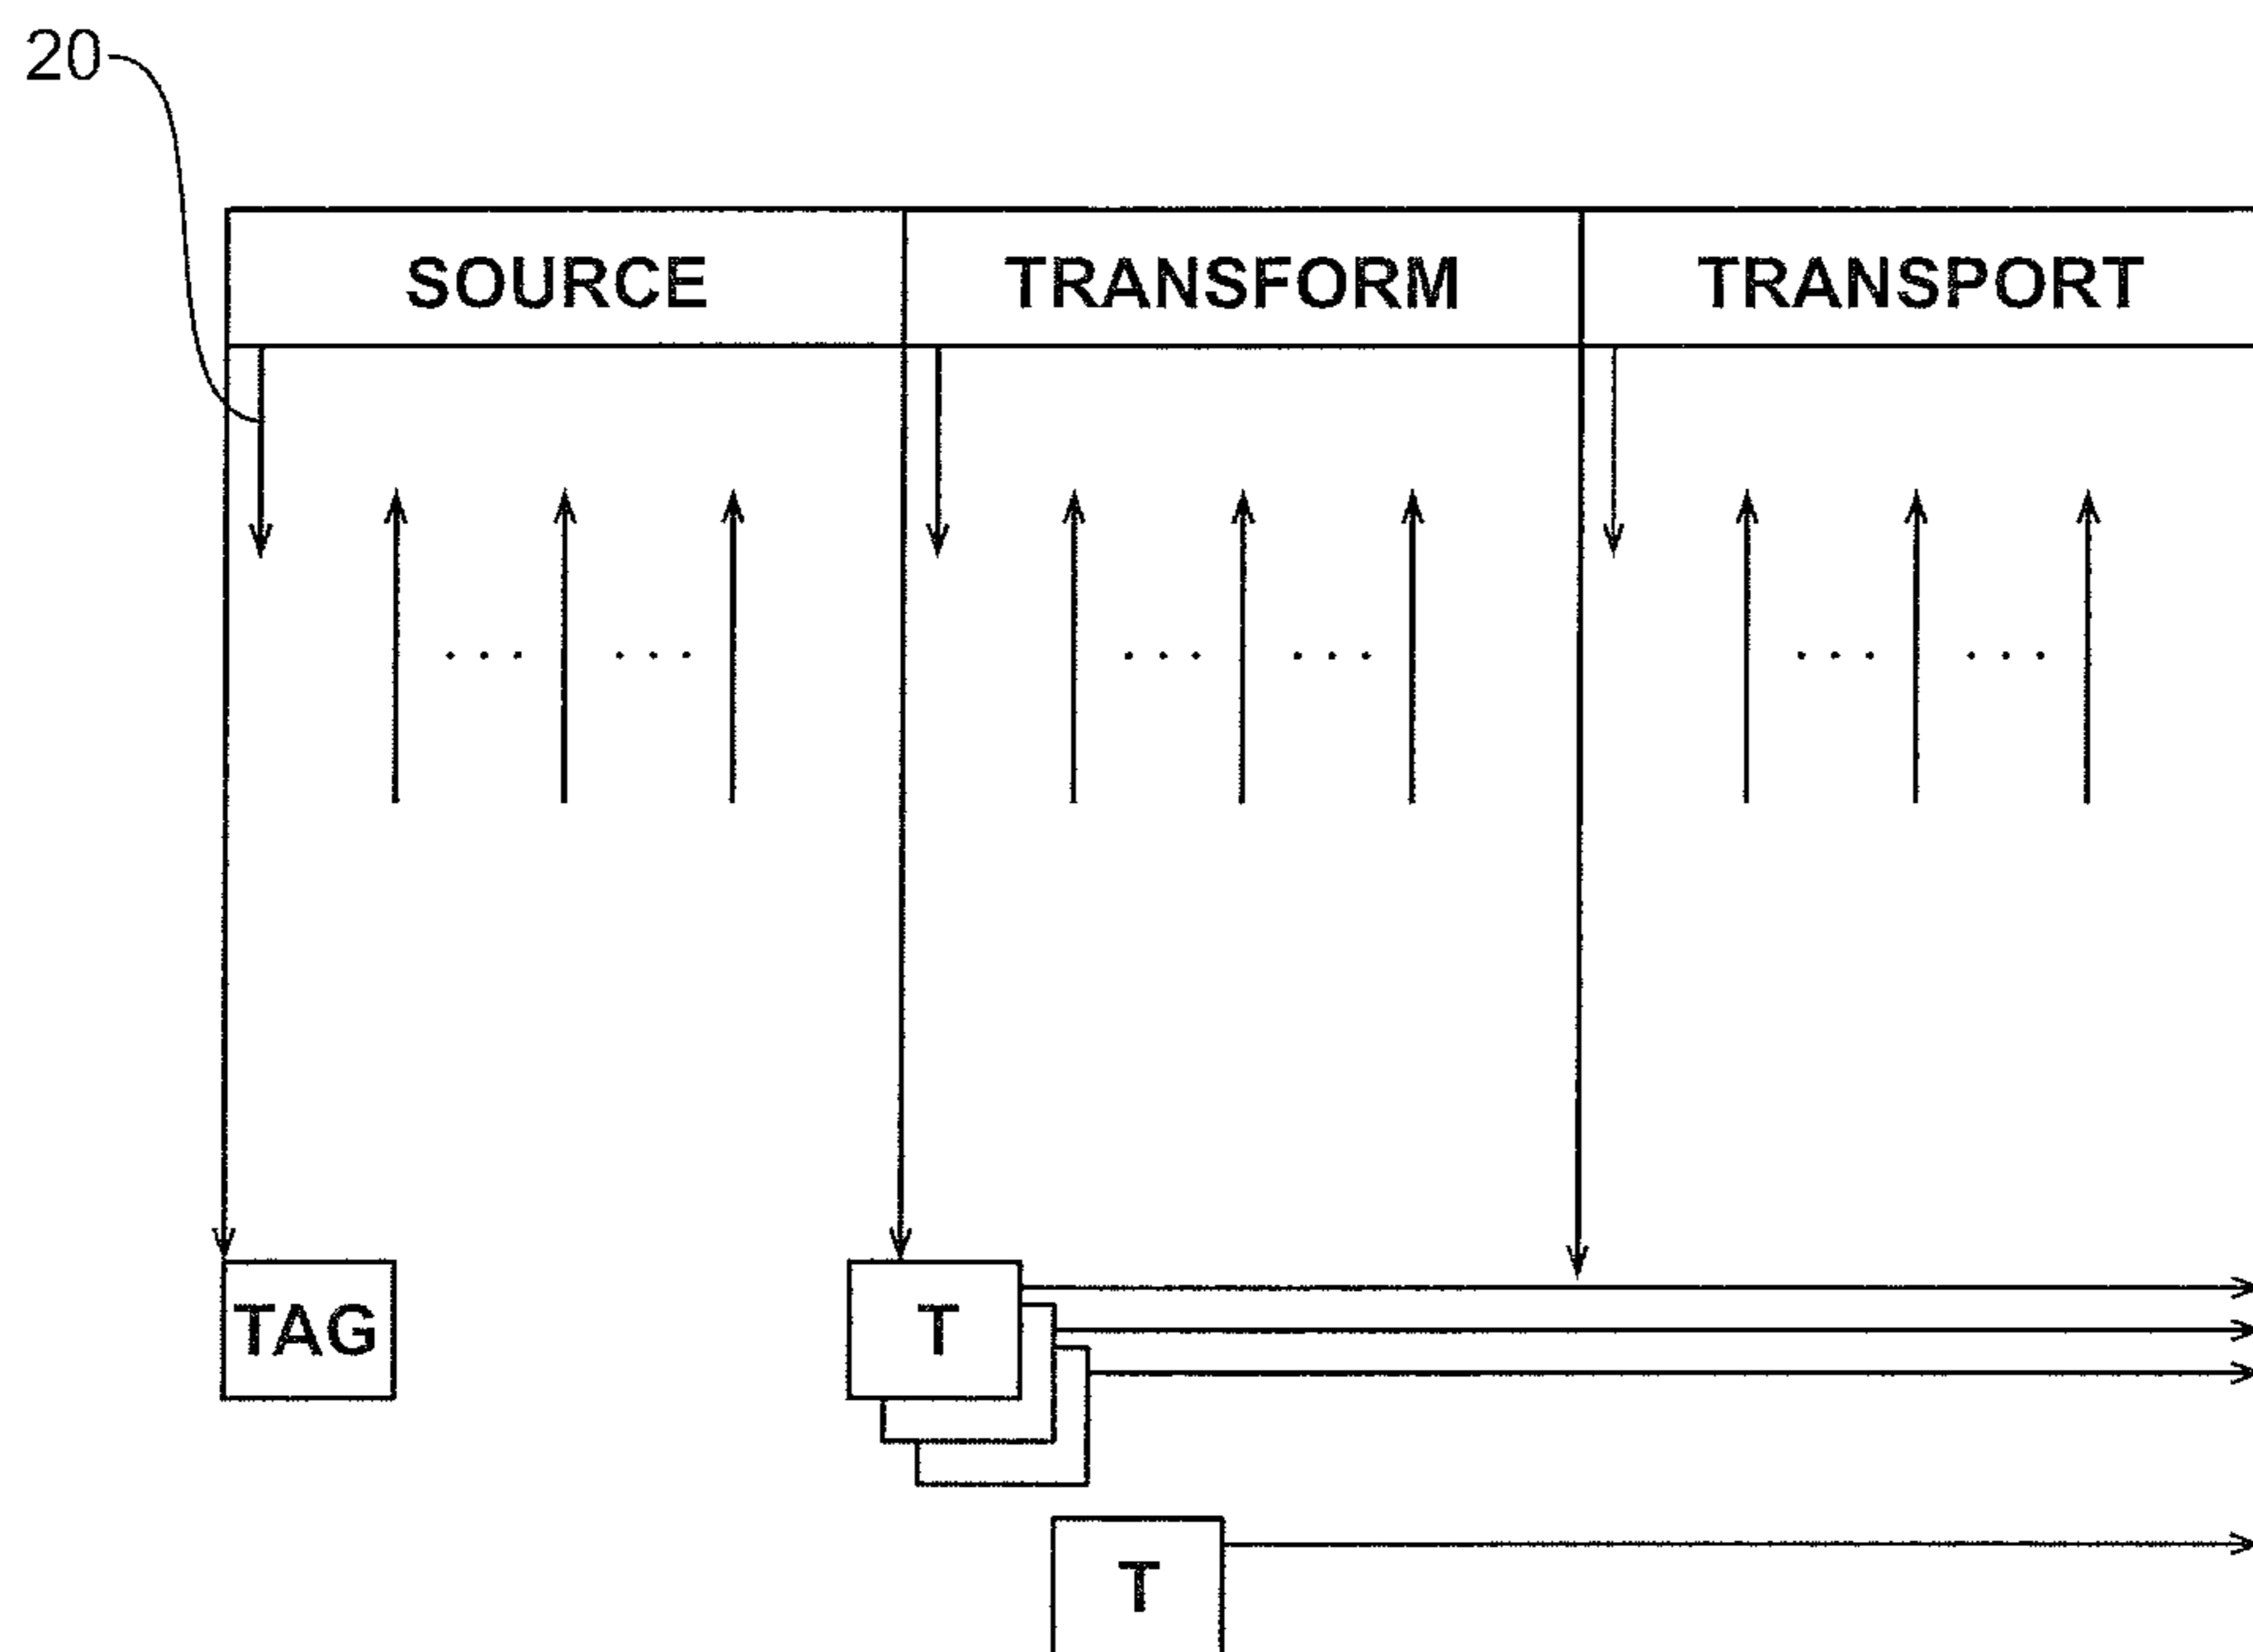 20
SOURCE TRANSFORM TRANSPORT
. . . . . . . . . . . . . . . . . .
TAG T
T